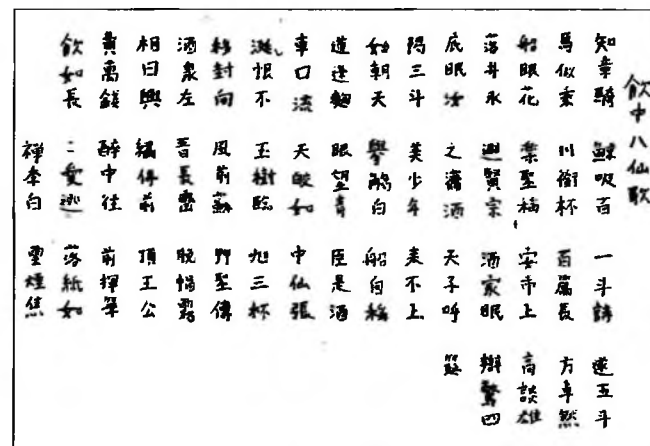 飲中八仙歌
知章騎
馬似乘
船眼花
落井水
底眠汝
陽三斗
始朝天
道逢麴
車口流
涎恨不
移封向
酒泉左
相日興
費萬錢
飲如長
鯨吸百
川銜杯
樂聖稱
避賢宗
之瀟洒
美少年
舉觴白
眼望青
天皎如
玉樹臨
風前蘇
晉長齋
繡佛前
醉中往
〻愛逃
禪李白
一斗詩
百篇長
安市上
酒家眠
天子呼
來不上
船自稱
臣是酒
中仙張
旭三杯
草聖傳
脫帽露
頂王公
前揮毫
落紙如
雲煙焦
遂五斗
方卓然
高談雄
辯驚四
筵